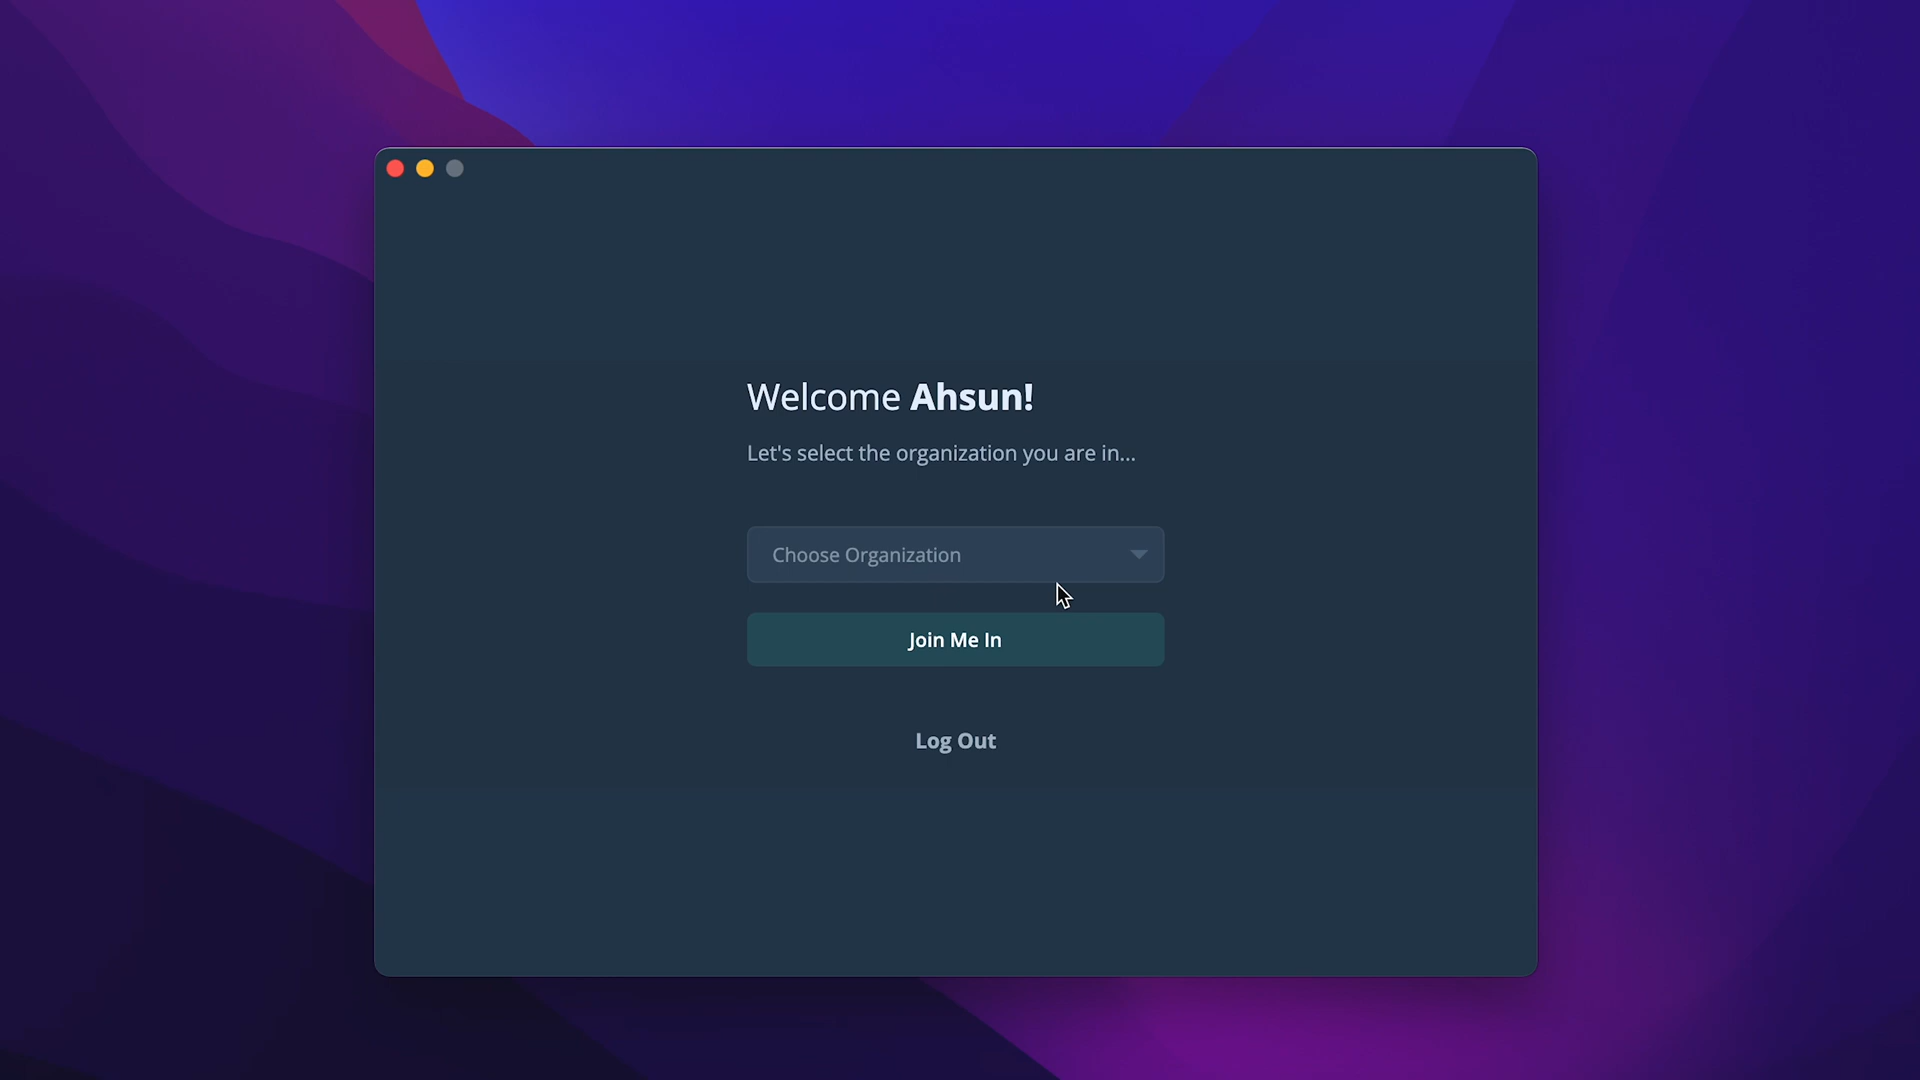 Welcome Ahsun!
Let's select the organization you are in...
Choose Organization
Join Me In
Log Out